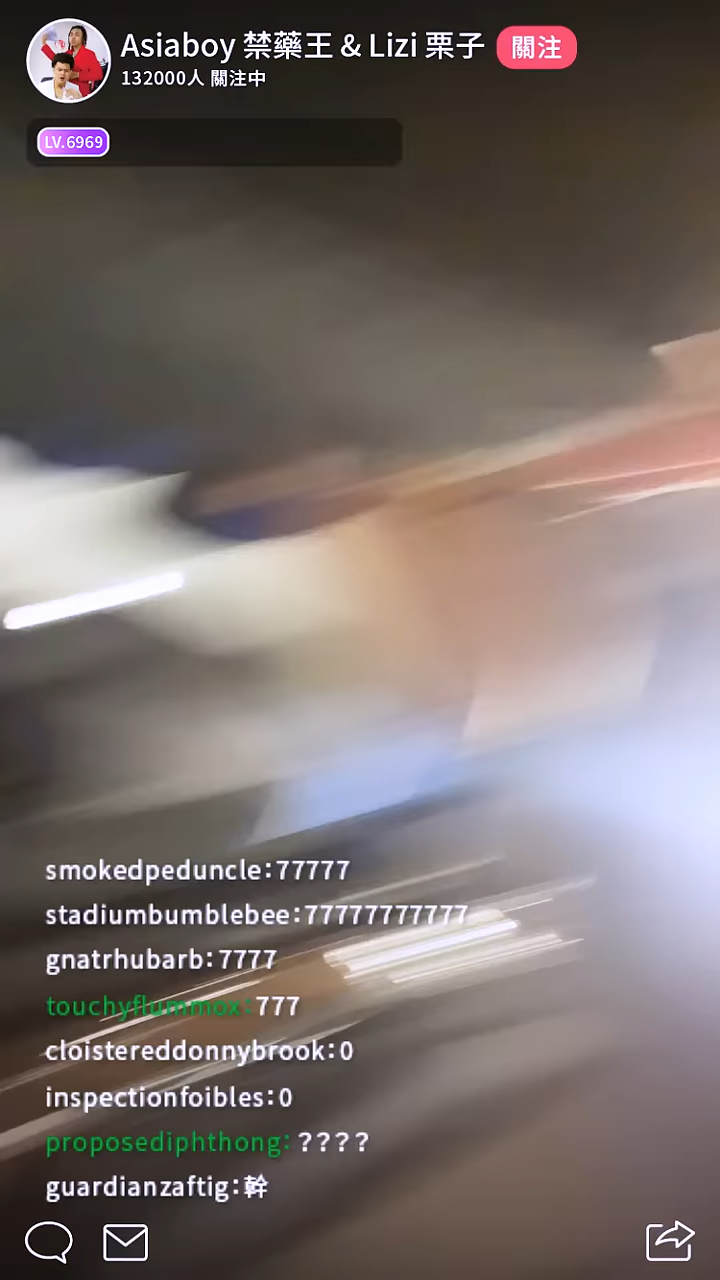 Asiaboy 禁藥王 & Lizi 栗子 關注
132000人 關注中
LV.6969
smokedpeduncle:77777
stadiumbumblebee:77777777777
gnatrhubarb:7777
touchyflummox:777
cloistereddonnybrook:0
inspectionfoibles:0
proposediphthong:？？？？
guardianzaftig:幹